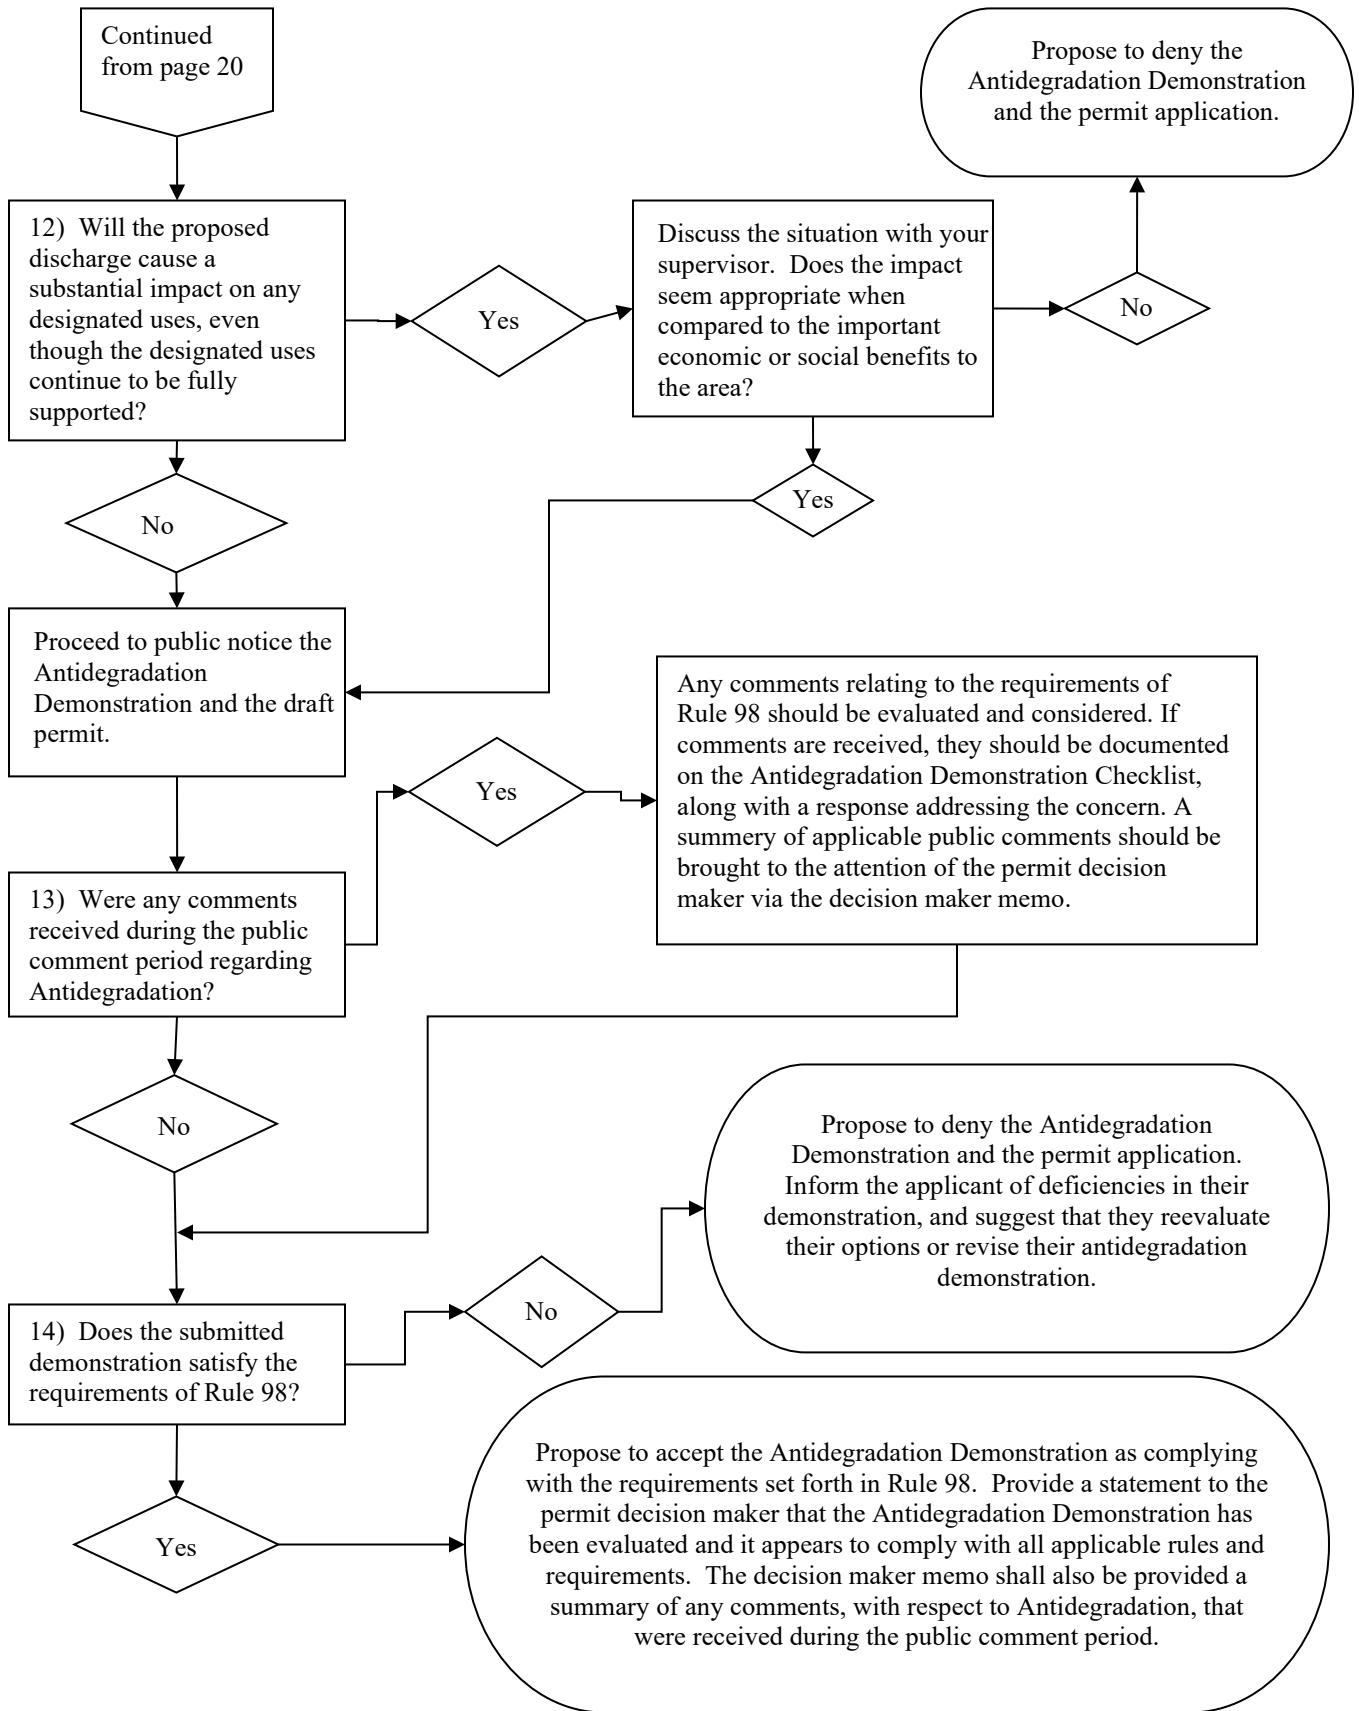 Continued
from page 20
Propose to deny the
Antidegradation Demonstration
and the permit application.
12) Will the proposed
discharge cause a
substantial impact on any
designated uses, even
though the designated uses
continue to be fully
supported?
Yes
Discuss the situation with your
supervisor. Does the impact
seem appropriate when
compared to the important
economic or social benefits to
the area?
No
Yes
No
Proceed to public notice the
Antidegradation
Demonstration and the draft
permit.
Yes
Any comments relating to the requirements of
Rule 98 should be evaluated and considered. If
comments are received, they should be documented
on the Antidegradation Demonstration Checklist,
along with a response addressing the concern. A
summery of applicable public comments should be
brought to the attention of the permit decision
maker via the decision maker memo.
13) Were any comments
received during the public
comment period regarding
Antidegradation?
No
Propose to deny the Antidegradation
Demonstration and the permit application.
Inform the applicant of deficiencies in their
demonstration, and suggest that they reevaluate
their options or revise their antidegradation
demonstration.
No
14) Does the submitted
demonstration satisfy the
requirements of Rule 98?
Yes
Propose to accept the Antidegradation Demonstration as complying
with the requirements set forth in Rule 98. Provide a statement to the
permit decision maker that the Antidegradation Demonstration has
been evaluated and it appears to comply with all applicable rules and
requirements. The decision maker memo shall also be provided a
summary of any comments, with respect to Antidegradation, that
were received during the public comment period.